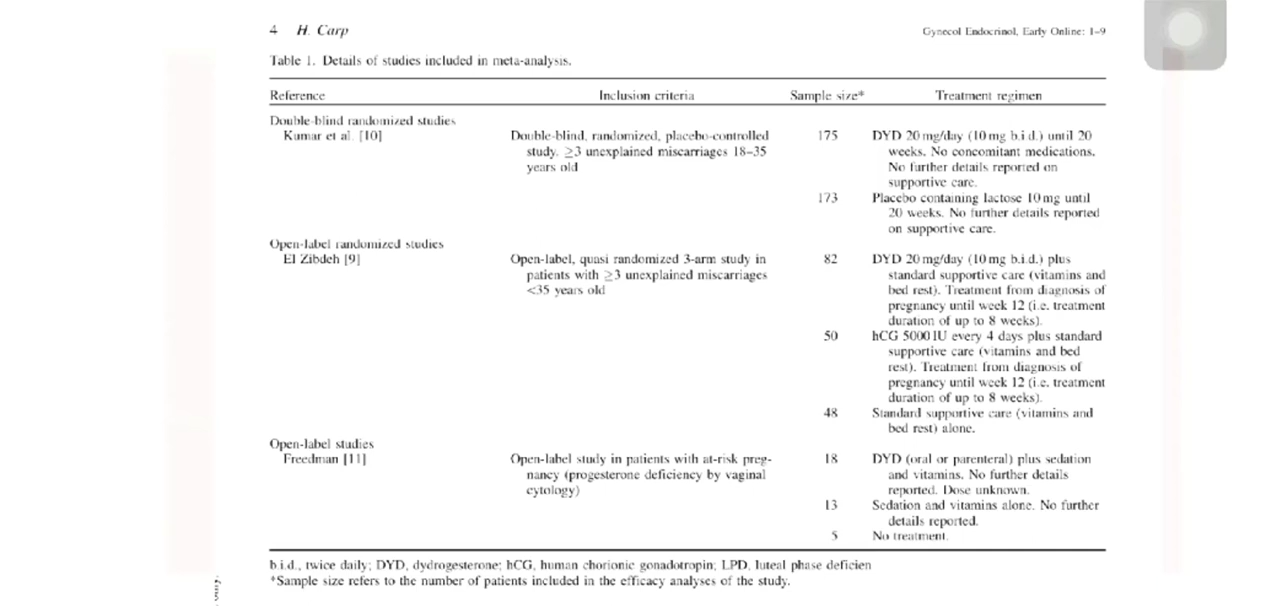 4 H. Carp
Gynecol Endocrinol, Early Online: 1–9
Table 1. Details of studies included in meta-analysis.
Reference Inclusion criteria Sample size* Treatment regimen
Double-blind randomized studies
Kumar et al. [10] Double-blind, randomized, placebo-controlled 175 DYD 20 mg/day (10 mg b.i.d.) until 20
study. ≥3 unexplained miscarriages 18–35 weeks. No concomitant medications.
years old No further details reported on
supportive care.
173 Placebo containing lactose 10 mg until
20 weeks. No further details reported
on supportive care.
Open-label randomized studies
El Zibdeh [9] Open-label, quasi randomized 3-arm study in 82 DYD 20 mg/day (10 mg b.i.d.) plus
patients with ≥3 unexplained miscarriages standard supportive care (vitamins and
<35 years old bed rest). Treatment from diagnosis of
pregnancy until week 12 (i.e. treatment
duration of up to 8 weeks).
50 hCG 5000 IU every 4 days plus standard
supportive care (vitamins and bed
rest). Treatment from diagnosis of
pregnancy until week 12 (i.e. treatment
duration of up to 8 weeks).
48 Standard supportive care (vitamins and
bed rest) alone.
Open-label studies
Freedman [11] Open-label study in patients with at-risk preg- 18 DYD (oral or parenteral) plus sedation
nancy (progesterone deficiency by vaginal and vitamins. No further details
cytology) reported. Dose unknown.
13 Sedation and vitamins alone. No further
details reported.
5 No treatment.
b.i.d., twice daily; DYD, dydrogesterone; hCG, human chorionic gonadotropin; LPD, luteal phase deficien
*Sample size refers to the number of patients included in the efficacy analyses of the study.